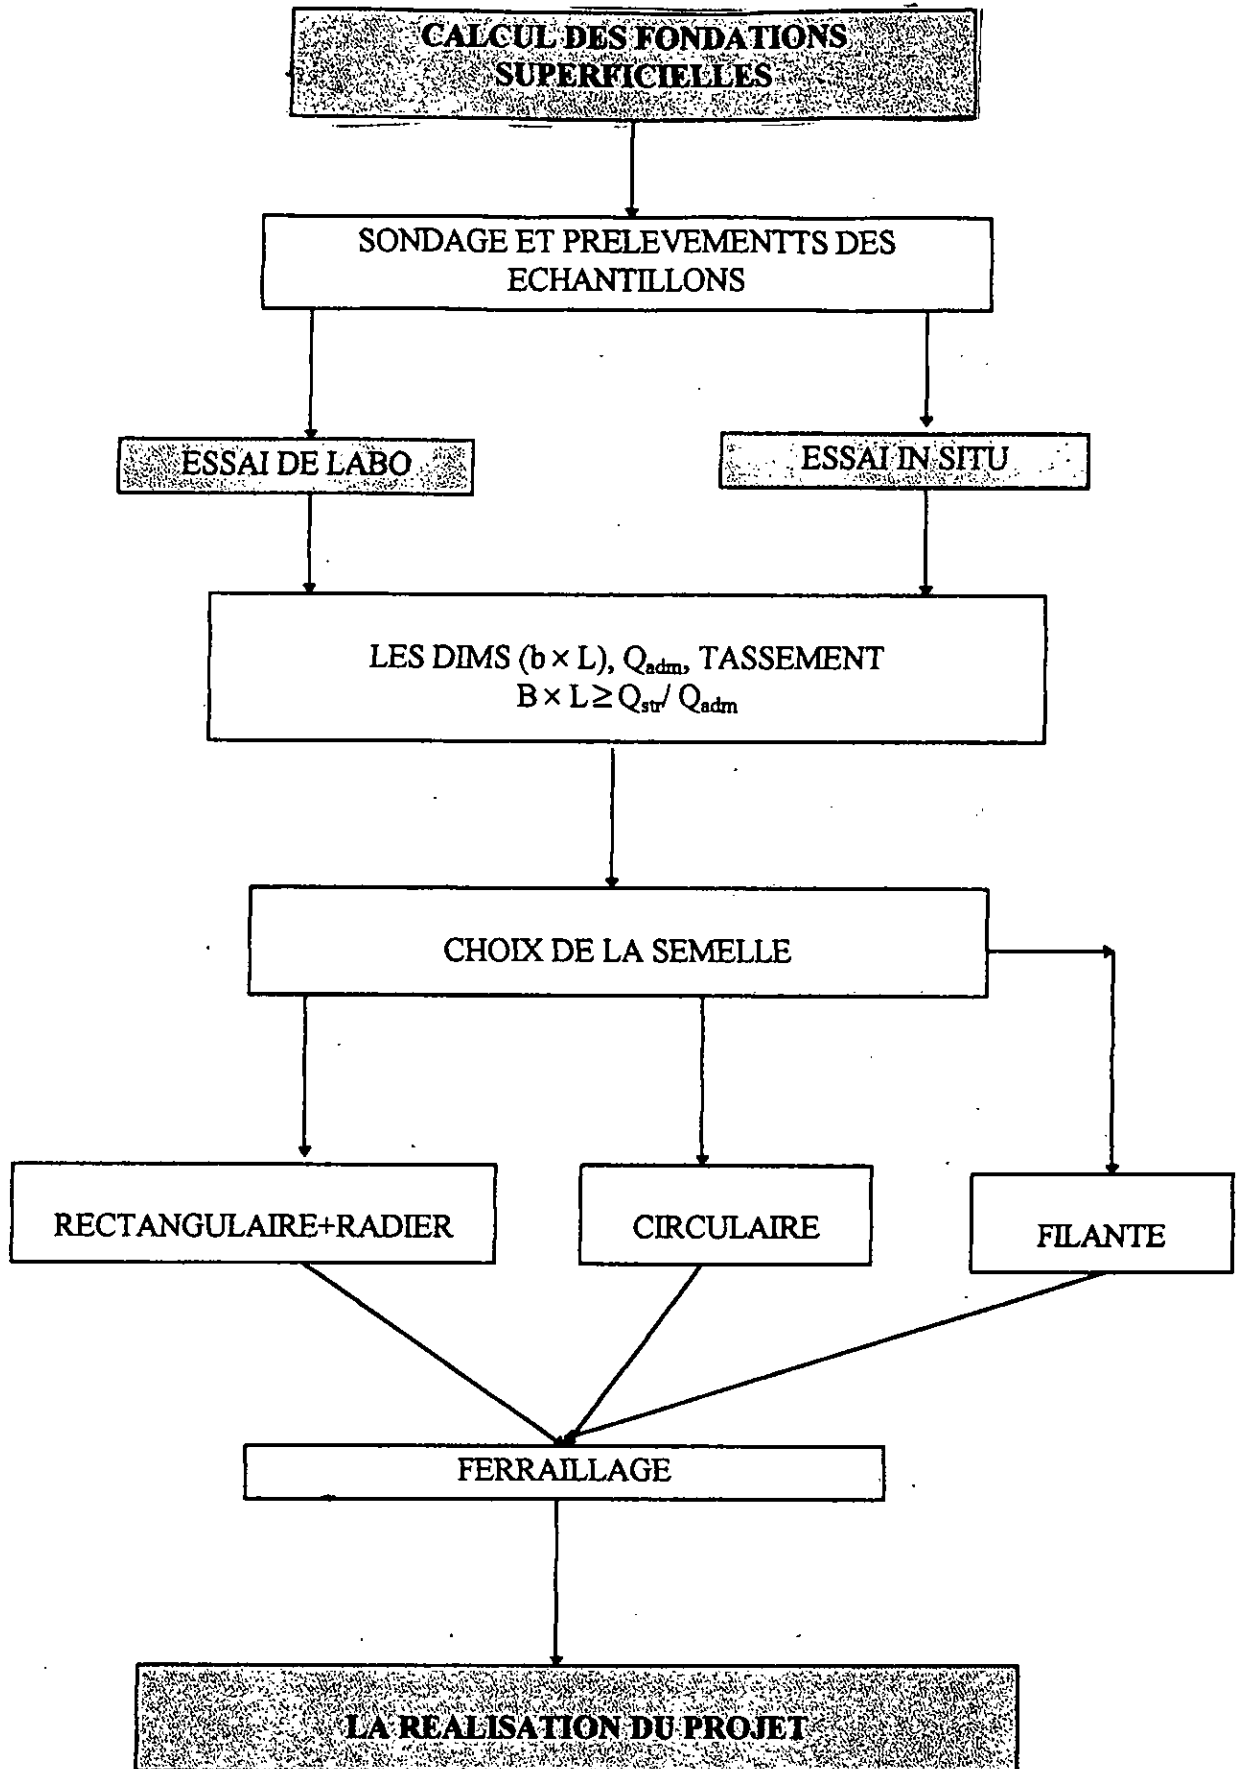 CALCUL DES FONDATIONS
SUPERFICIELLES
SONDAGE ET PRELEVEMENTTS DES
ECHANTILLONS
ESSAI DE LABO
ESSAI IN SITU
LES DIMS (b × L), Qadm, TASSEMENT
B × L ≥ Qstr/ Qadm
CHOIX DE LA SEMELLE
RECTANGULAIRE+RADIER
CIRCULAIRE
FILANTE
FERRAILLAGE
LA REALISATION DU PROJET